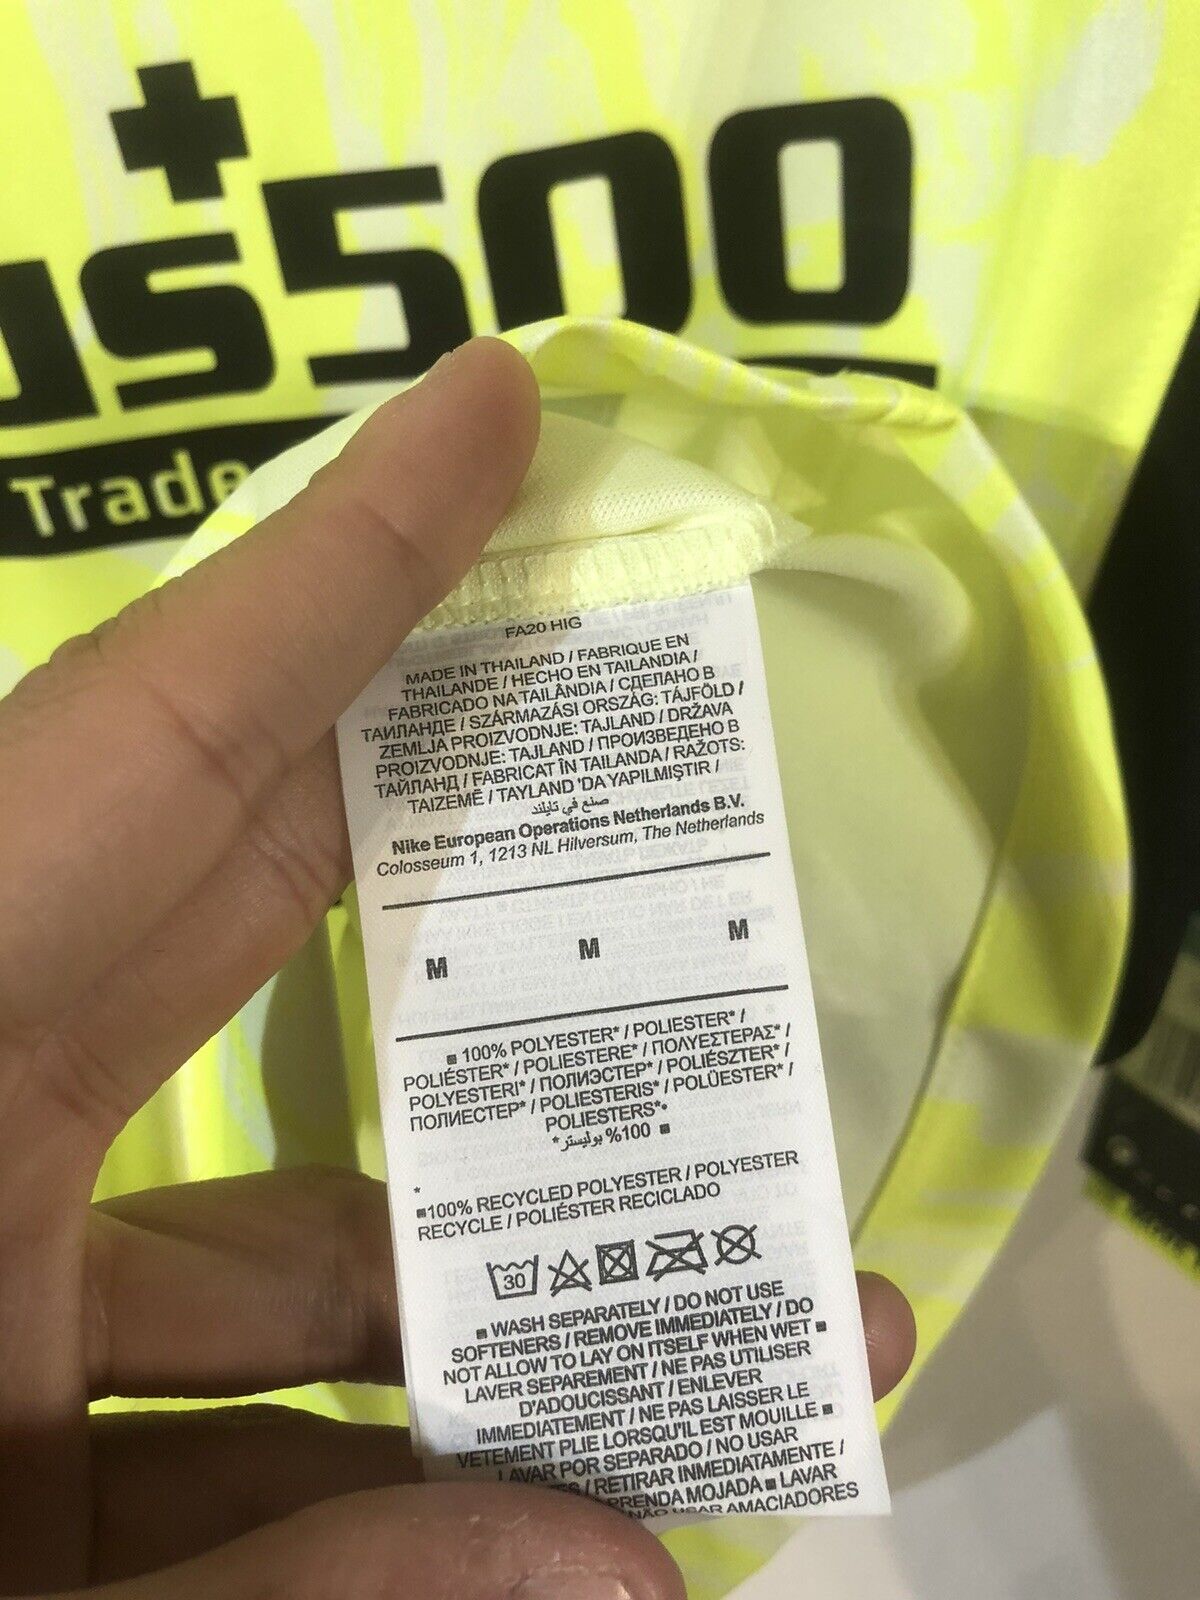 us500
Trade
FA20 HIG
MADE IN THAILAND / FABRIQUE EN
THAILANDE / HECHO EN TAILANDIA /
FABRICADO NA TAILÂNDIA / СДЕЛАНО В
ТАИЛАНДЕ / SZÁRMAZÁSI ORSZÁG: TÁJFÖLD /
ZEMLJA PROIZVODNJE: TAJLAND / DRŽAVA
PROIZVODNJE: TAJLAND / ПРОИЗВЕДЕНО В
ТАЙЛАНД / FABRICAT ÎN TAILANDA / RAŽOTS:
TAIZEMĒ / TAYLAND 'DA YAPILMIŞTIR /
صنع في تايلند
Nike European Operations Netherlands B.V.
Colosseum 1, 1213 NL Hilversum, The Netherlands
M M M
100% POLYESTER* / POLIESTER* /
POLIÉSTER* / POLIESTERE* / ΠΟΛΥΕΣΤΕΡΑΣ* /
POLYESTERI* / ПОЛИЭСТЕР* / POLIÉSZTER* /
ПОЛИЕСТЕР* / POLIESTERIS* / POLÜESTER* /
POLIESTERS*•
100% بوليستر*
*
100% RECYCLED POLYESTER / POLYESTER
RECYCLE / POLIÉSTER RECICLADO
30
WASH SEPARATELY / DO NOT USE
SOFTENERS / REMOVE IMMEDIATELY / DO
NOT ALLOW TO LAY ON ITSELF WHEN WET
LAVER SEPAREMENT / NE PAS UTILISER
D'ADOUCISSANT / ENLEVER
IMMEDIATEMENT / NE PAS LAISSER LE
VETEMENT PLIE LORSQU'IL EST MOUILLE
LAVAR POR SEPARADO / NO USAR
/ RETIRAR INMEDIATAMENTE /
PRENDA MOJADA LAVAR
NÃO USAR AMACIADORES